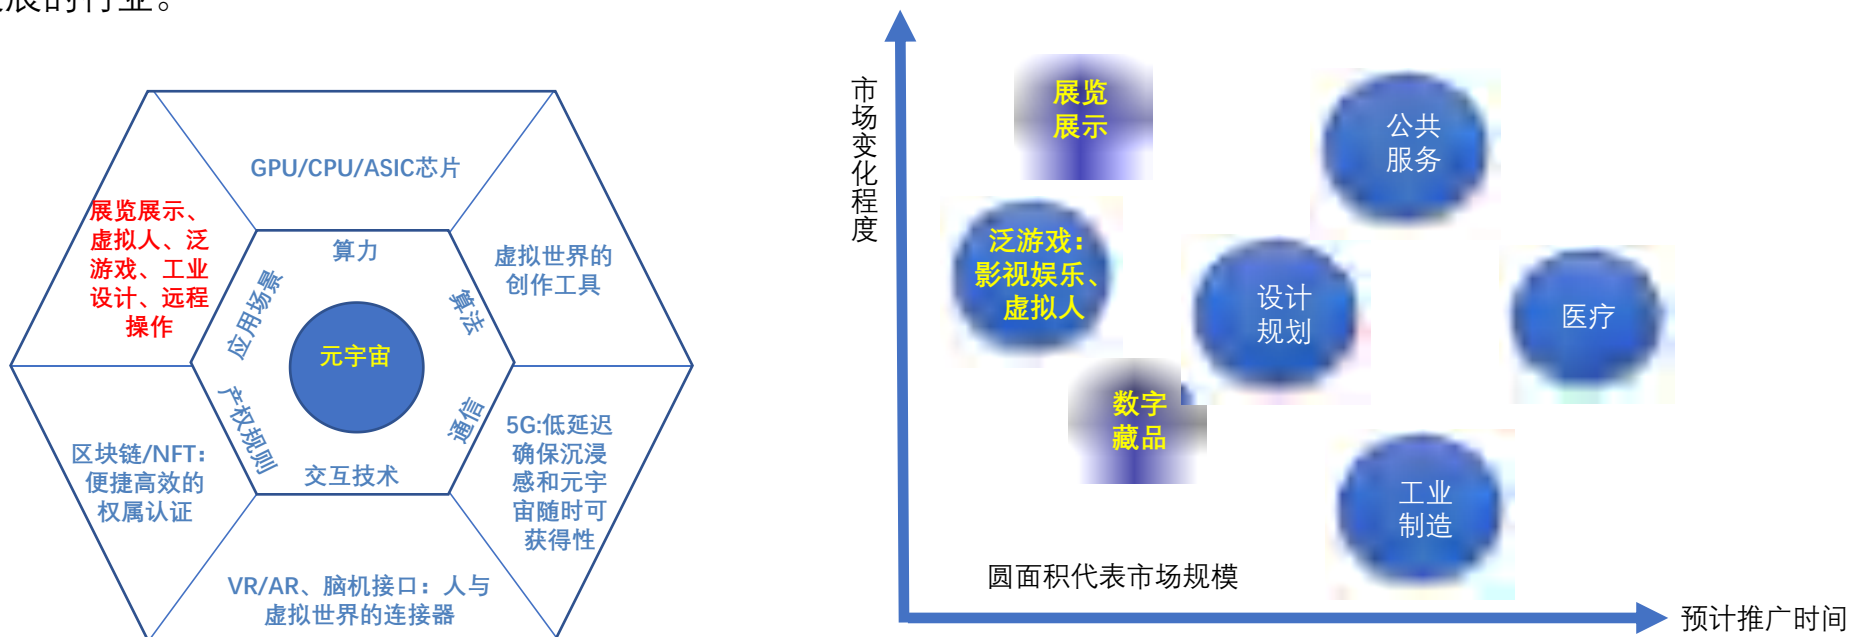 展的行业。
GPU/CPU/ASIC芯片
展览展示、
虚拟人、泛
游戏、工业
设计、远程
操作
虚拟世界的
创作工具
算力
应用场景
算法
元宇宙
产权规则
通信
交互技术
区块链/NFT：
便捷高效的
权属认证
5G:低延迟
确保沉浸
感和元宇
宙随时可
获得性
VR/AR、脑机接口：人与
虚拟世界的连接器
市场变化程度
展览
展示
公共
服务
泛游戏：
影视娱乐、
虚拟人
设计
规划
医疗
数字
藏品
工业
制造
圆面积代表市场规模
预计推广时间